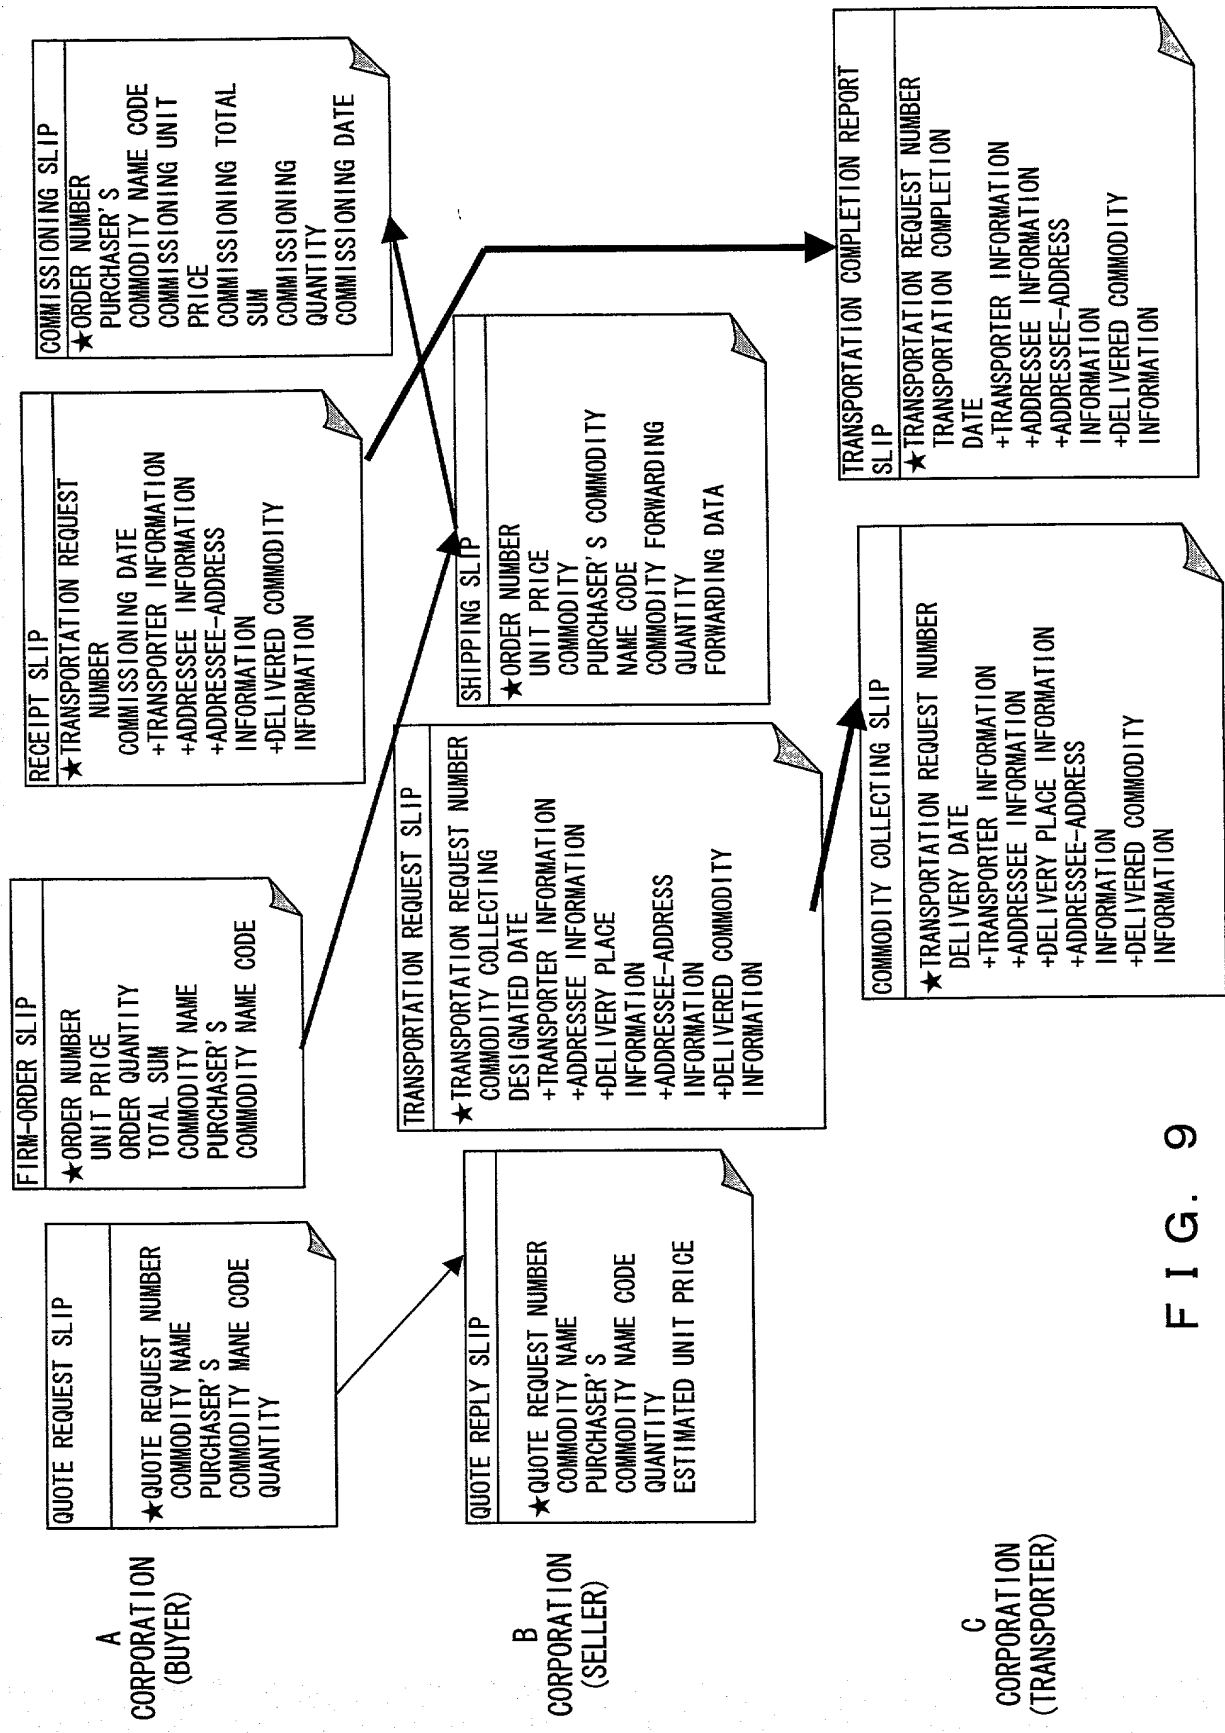 A
CORPORATION
(BUYER)
QUOTE REQUEST SLIP
★QUOTE REQUEST NUMBER
COMMODITY NAME
PURCHASER'S
COMMODITY MANE CODE
QUANTITY
FIRM-ORDER SLIP
★ORDER NUMBER
UNIT PRICE
ORDER QUANTITY
TOTAL SUM
COMMODITY NAME
PURCHASER'S
COMMODITY NAME CODE
RECEIPT SLIP
★TRANSPORTATION REQUEST
NUMBER
COMMISSIONING DATE
+TRANSPORTER INFORMATION
+ADDRESSEE INFORMATION
+ADDRESSEE-ADDRESS
INFORMATION
+DELIVERED COMMODITY
INFORMATION
COMMISSIONING SLIP
★ORDER NUMBER
PURCHASER'S
COMMODITY NAME CODE
COMMISSIONING UNIT
PRICE
COMMISSIONING TOTAL
SUM
COMMISSIONING
QUANTITY
COMMISSIONING DATE
B
CORPORATION
(SELLER)
QUOTE REPLY SLIP
★QUOTE REQUEST NUMBER
COMMODITY NAME
PURCHASER'S
COMMODITY NAME CODE
QUANTITY
ESTIMATED UNIT PRICE
TRANSPORTATION REQUEST SLIP
★TRANSPORTATION REQUEST NUMBER
COMMODITY COLLECTING
DESIGNATED DATE
+TRANSPORTER INFORMATION
+ADDRESSEE INFORMATION
+DELIVERY PLACE
INFORMATION
+ADDRESSEE-ADDRESS
INFORMATION
+DELIVERED COMMODITY
INFORMATION
SHIPPING SLIP
★ORDER NUMBER
UNIT PRICE
COMMODITY
PURCHASER'S COMMODITY
NAME CODE
COMMODITY FORWARDING
QUANTITY
FORWARDING DATA
C
CORPORATION
(TRANSPORTER)
COMMODITY COLLECTING SLIP
★TRANSPORTATION REQUEST NUMBER
DELIVERY DATE
+TRANSPORTER INFORMATION
+ADDRESSEE INFORMATION
+DELIVERY PLACE INFORMATION
+ADDRESSEE-ADDRESS
INFORMATION
+DELIVERED COMMODITY
INFORMATION
TRANSPORTATION COMPLETION REPORT
SLIP
★TRANSPORTATION REQUEST NUMBER
TRANSPORTATION COMPLETION
DATE
+TRANSPORTER INFORMATION
+ADDRESSEE INFORMATION
+ADDRESSEE-ADDRESS
INFORMATION
+DELIVERED COMMODITY
INFORMATION
FIG. 9